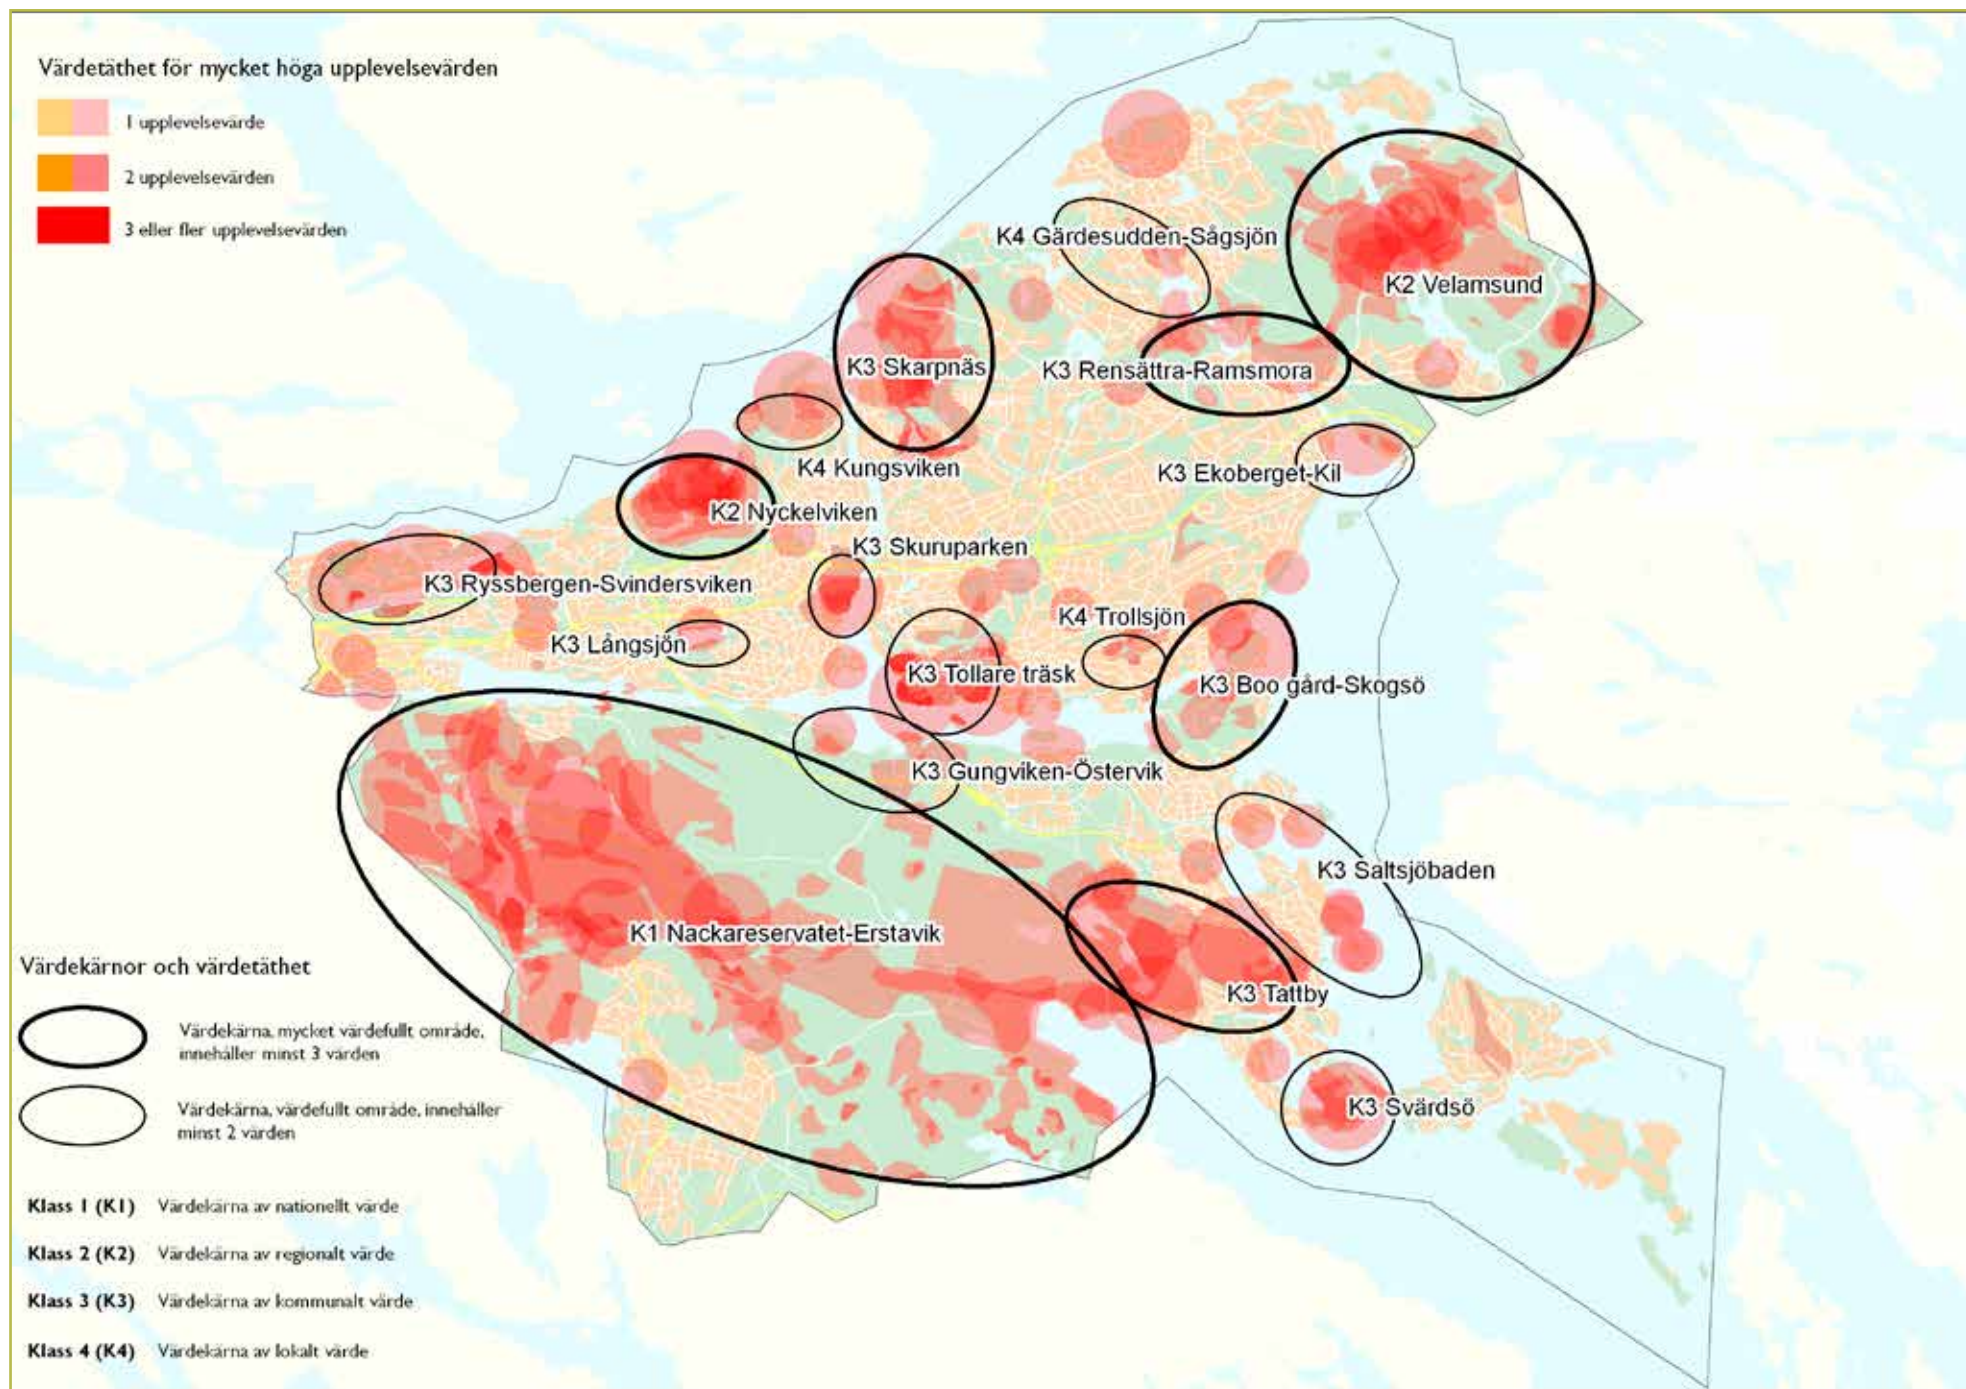 Värdetäthet för mycket höga upplevelsevärden
1 upplevelsevärde
2 upplevelsevärden
3 eller fler upplevelsevärden
K4 Gärdesudden-Sågsjön
K2 Velamsund
K3 Skarpnäs
K3 Rensättra-Ramsmora
K4 Kungsviken
K3 Ekoberget-Kil
K2 Nyckelviken
K3 Skuruparken
K3 Ryssbergen-Svindersviken
K4 Trollsjön
K3 Långsjön
K3 Tollare träsk
K3 Boo gård-Skogsö
K3 Gungviken-Östervik
K3 Saltsjöbaden
K1 Nackareservatet-Erstavik
K3 Tattby
K3 Svärdsö
Värdekärnor och värdetäthet
Värdekärna, mycket värdefullt område,
innehåller minst 3 värden
Värdekärna, värdefullt område, innehåller
minst 2 värden
Klass 1 (K1) Värdekärna av nationellt värde
Klass 2 (K2) Värdekärna av regionalt värde
Klass 3 (K3) Värdekärna av kommunalt värde
Klass 4 (K4) Värdekärna av lokalt värde